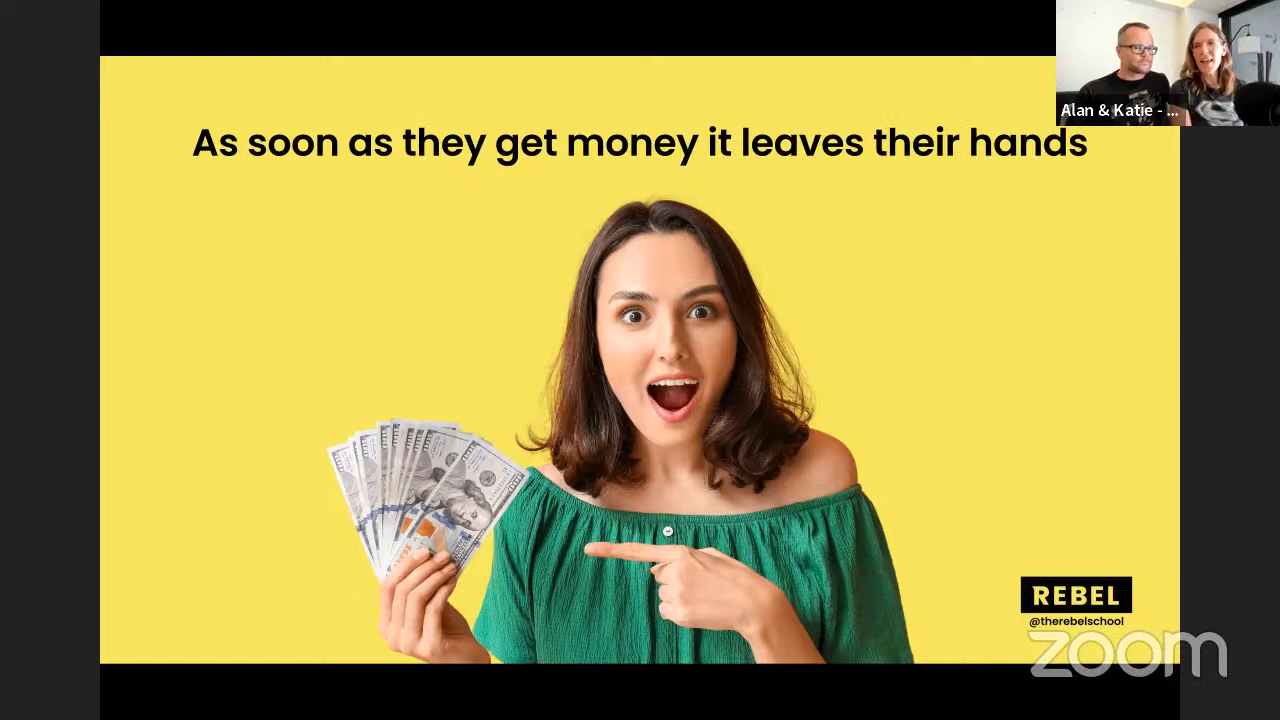 Alan & Katie - ...
As soon as they get money it leaves their hands
REBEL
@therebelschool
zoom